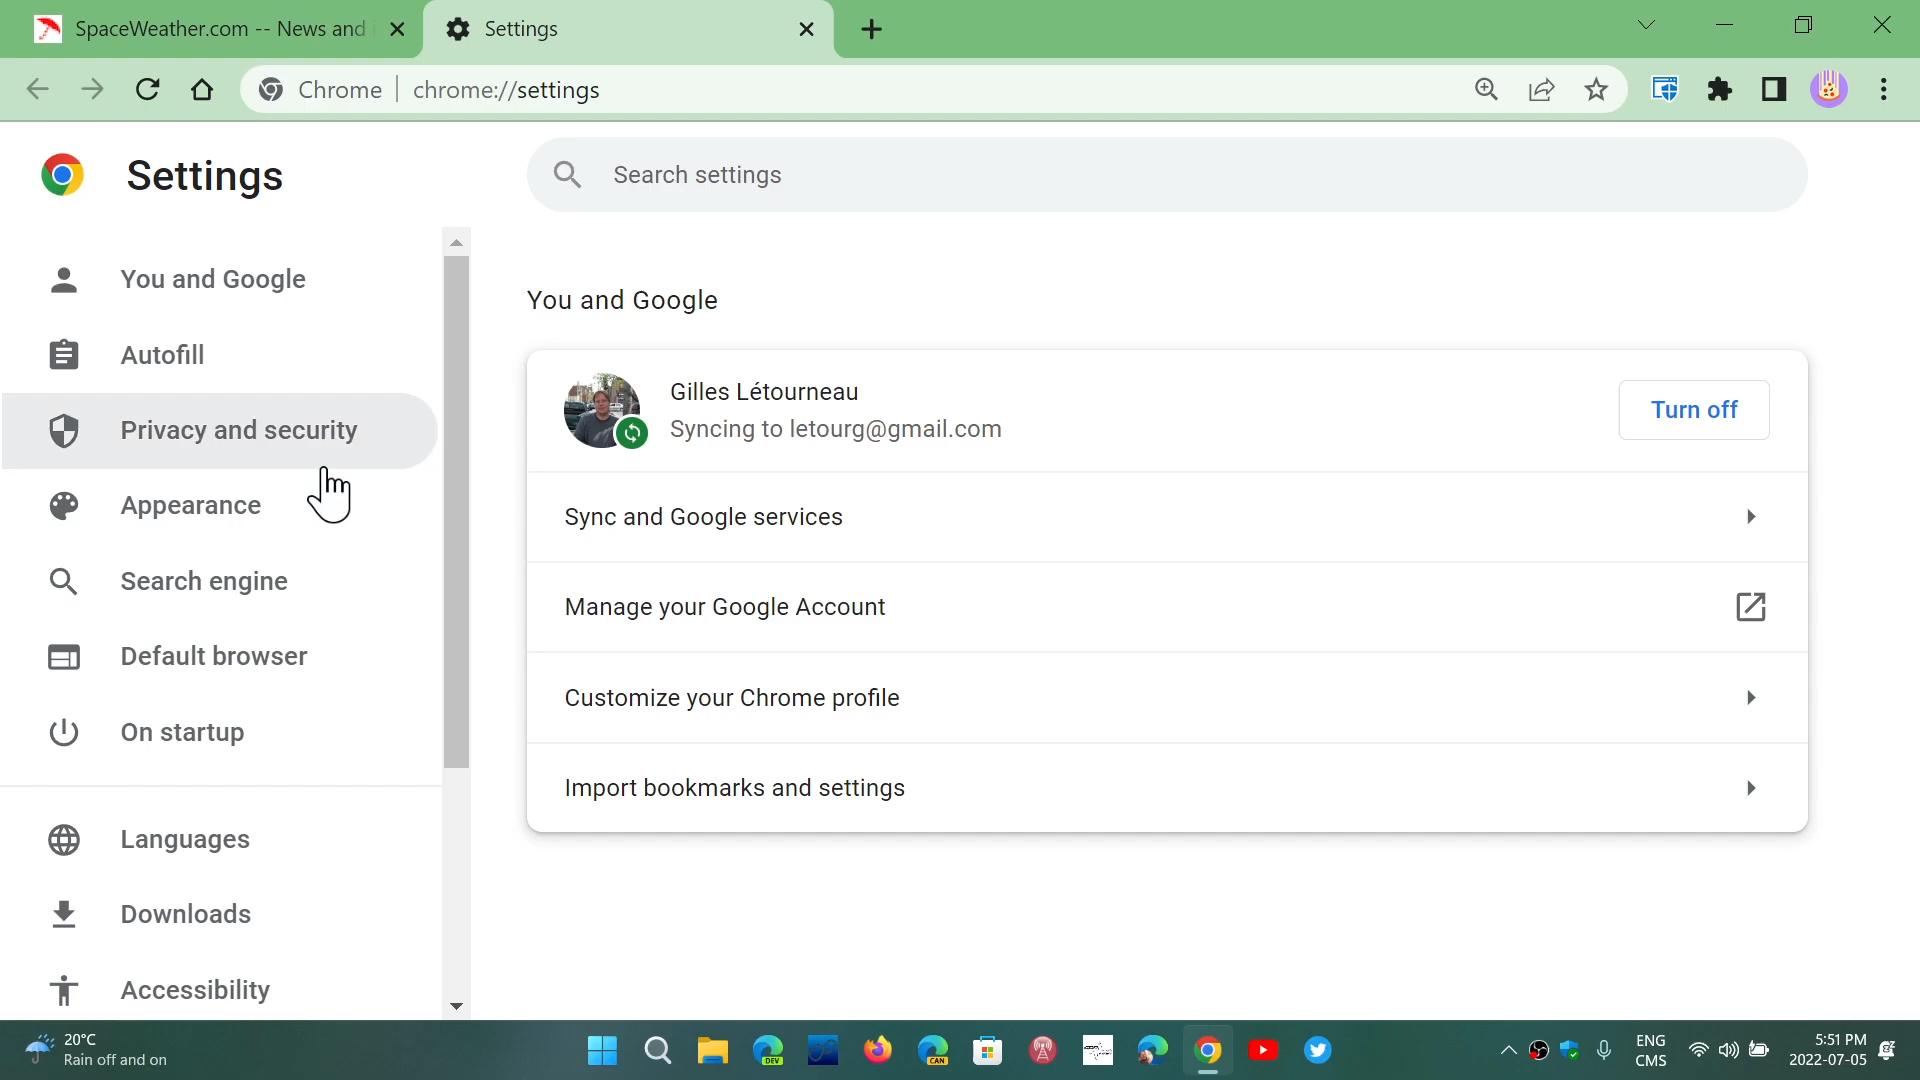 SpaceWeather.com -- News and
Settings
Chrome
chrome://settings
Settings
Search settings
You and Google
Autofill
Privacy and security
Appearance
Search engine
Default browser
On startup
Languages
Downloads
Accessibility
You and Google
Gilles Létourneau
Syncing to letourg@gmail.com
Turn off
Sync and Google services
Manage your Google Account
Customize your Chrome profile
Import bookmarks and settings
20°C
Rain off and on
DEV
CAN
ENG
CMS
5:51 PM
2022-07-05